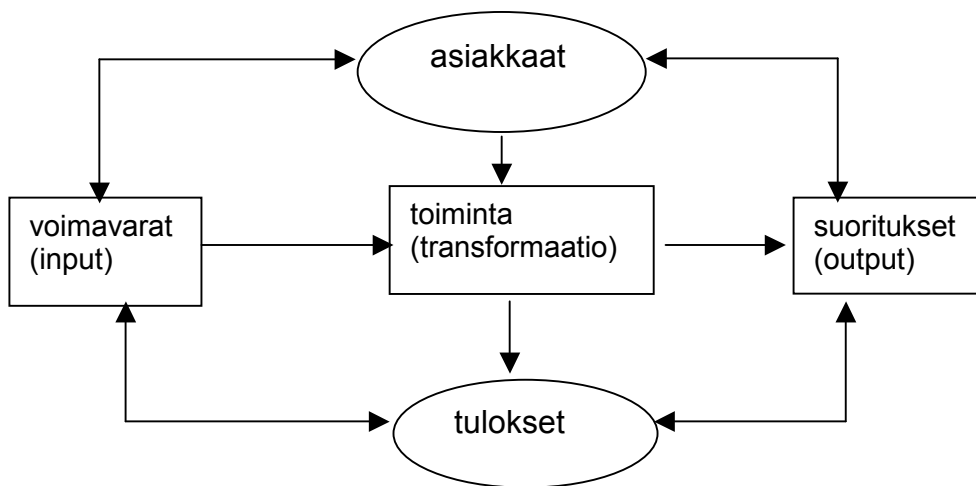 asiakkaat
voimavarat
(input)
toiminta
(transformaatio)
suoritukset
(output)
tulokset